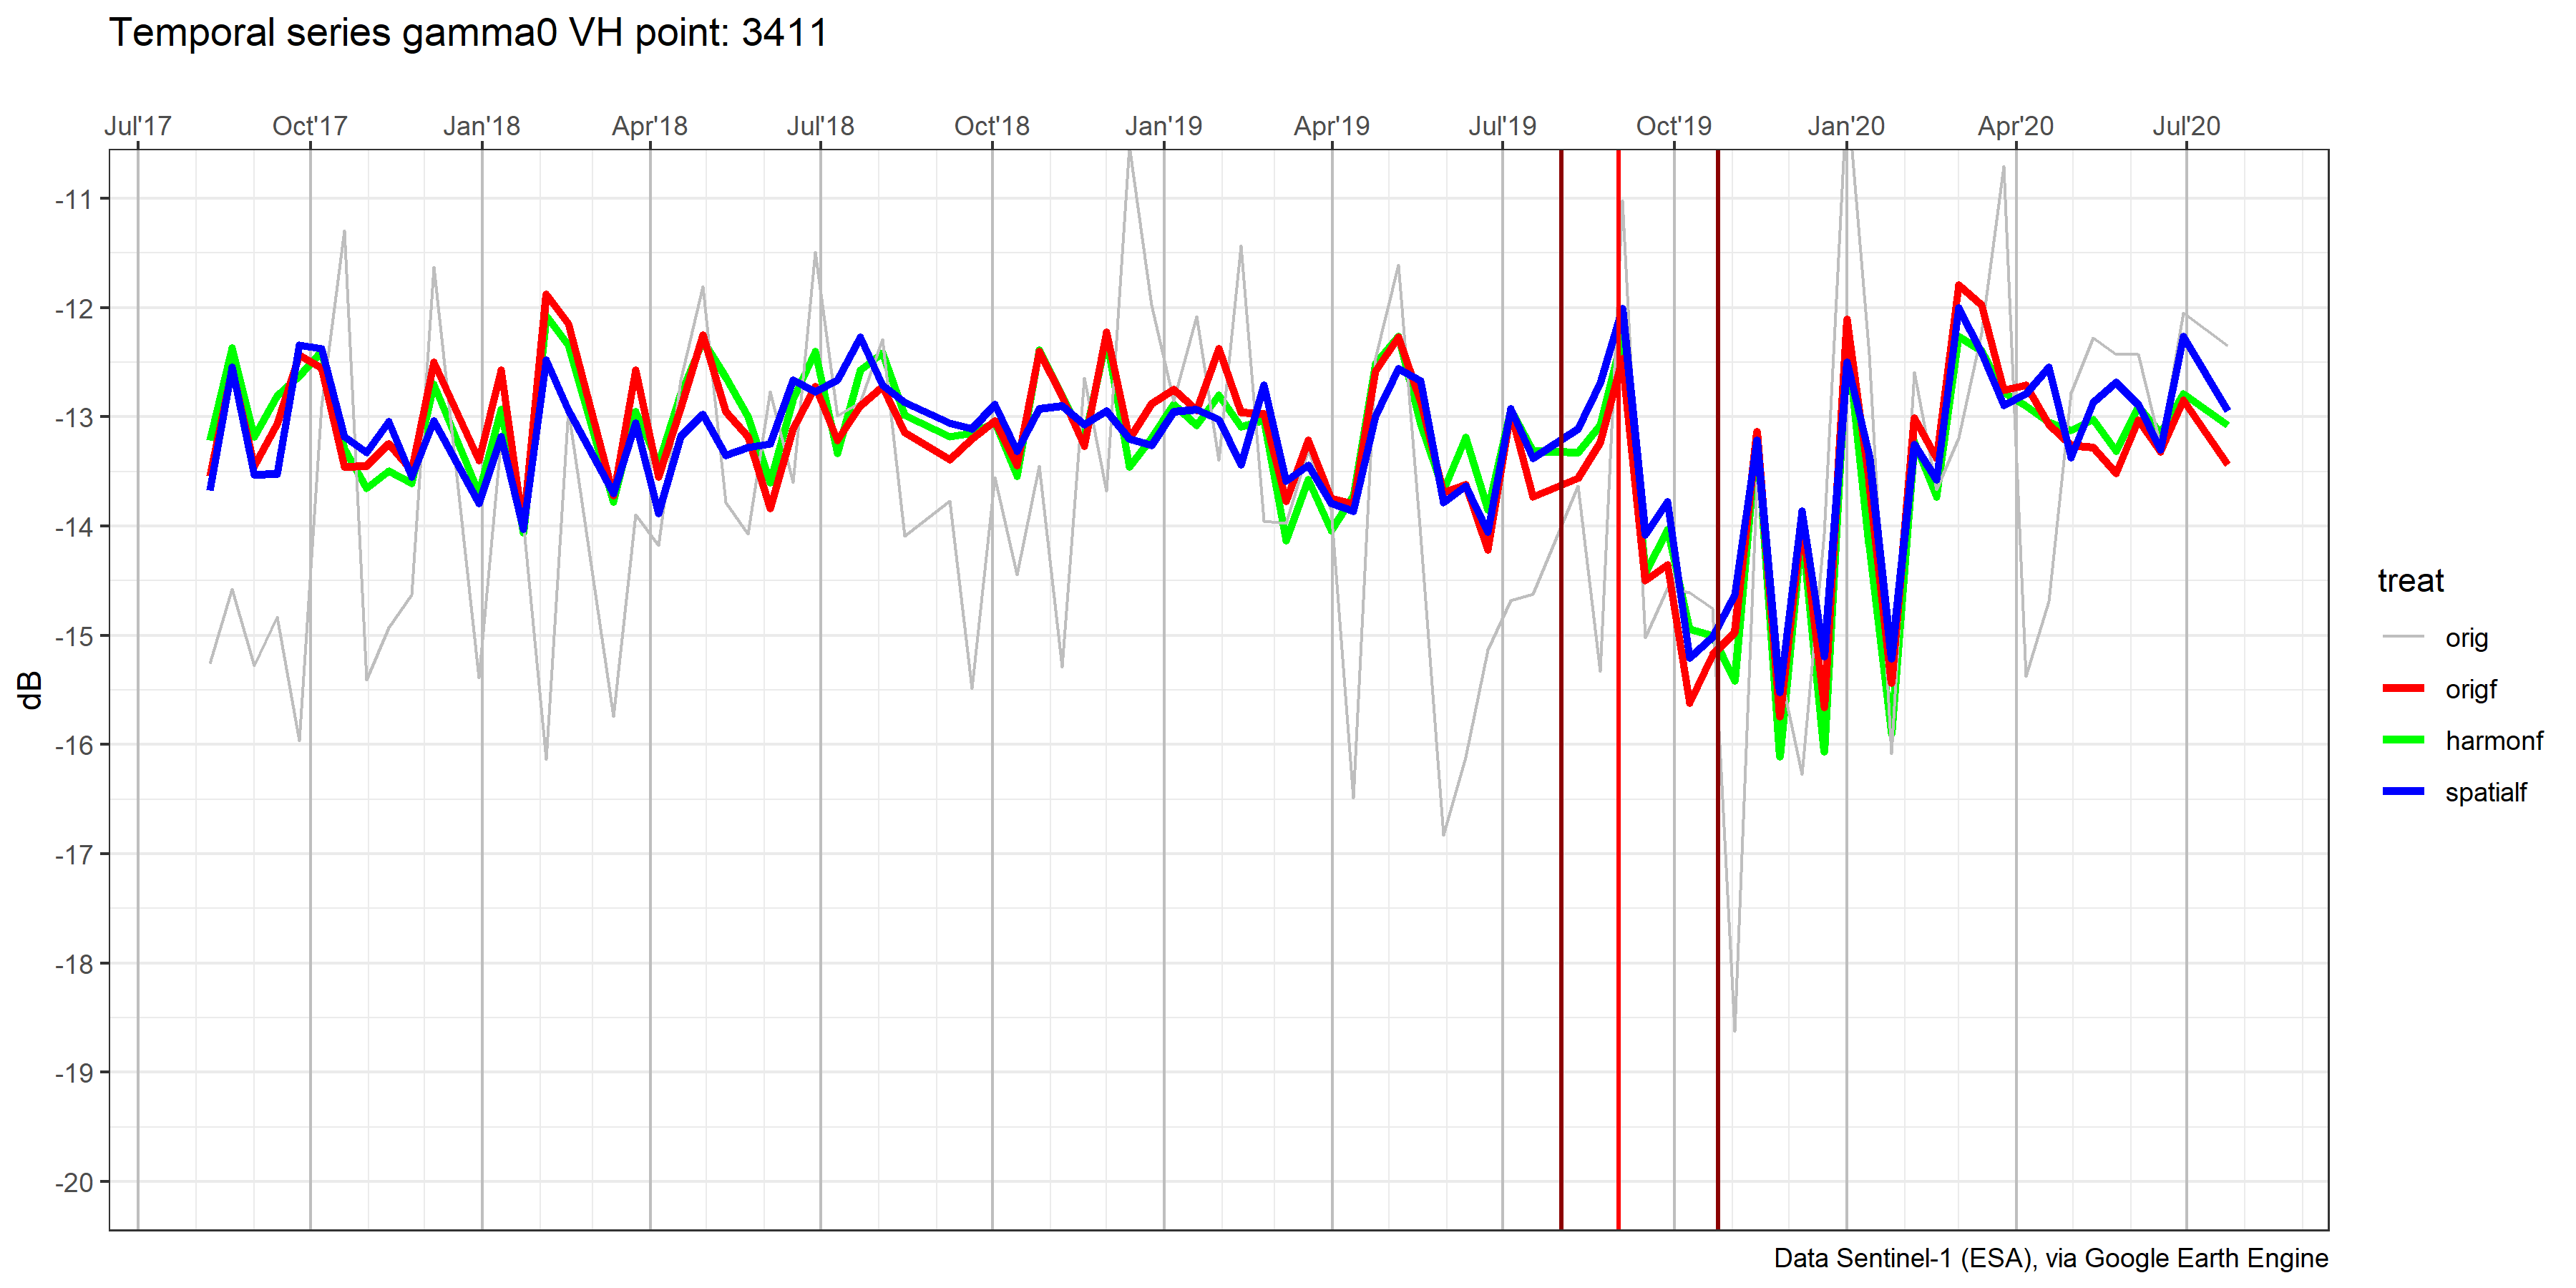 Temporal series gamma0 VH point: 3411
Jul'17 Oct'17 Jan'18 Apr'18 Jul'18 Oct'18 Jan'19 Apr'19 Jul'19 Oct'19 Jan'20 Apr'20 Jul'20
-11
-12
-13
-14
-15
-16
-17
-18
-19
-20
dB
treat
orig
origf
harmonf
spatialf
Data Sentinel-1 (ESA), via Google Earth Engine